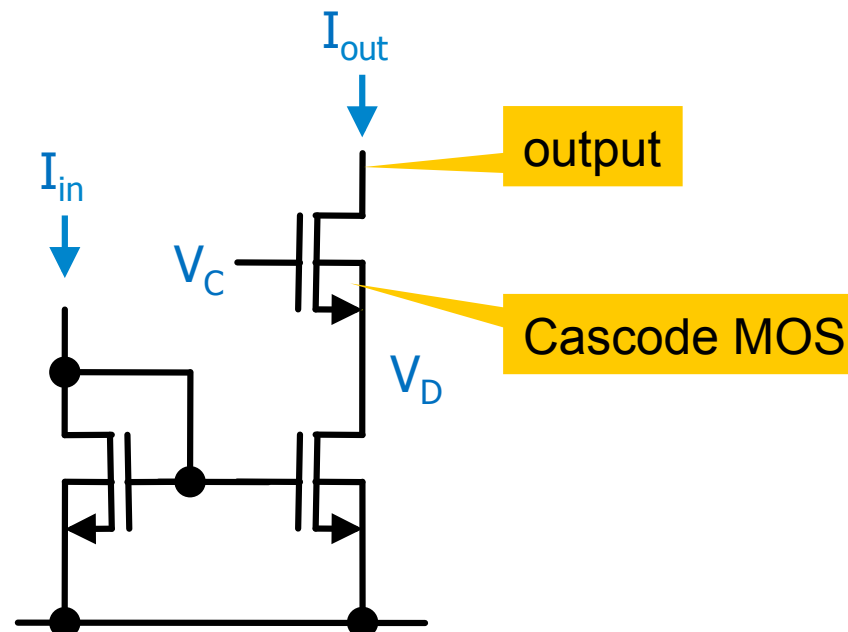 I_out
output
I_in
V_C
Cascode MOS
V_D